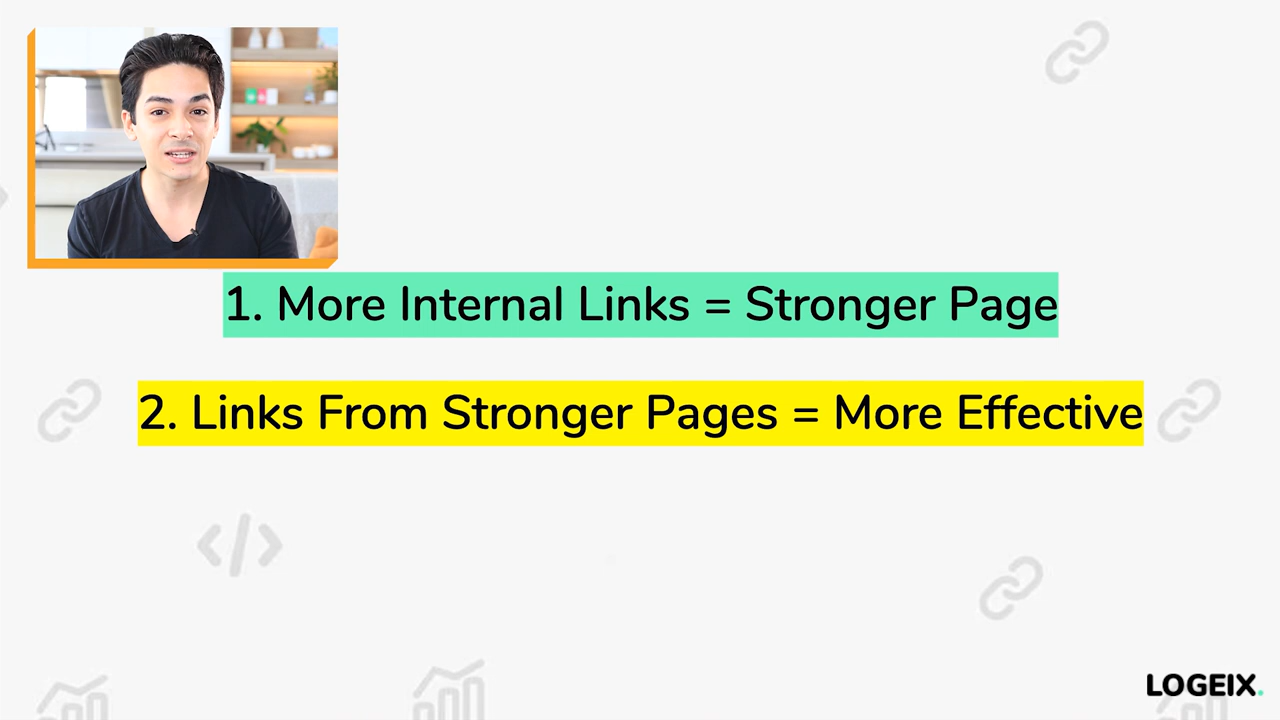 1. More Internal Links = Stronger Page
2. Links From Stronger Pages = More Effective
LOGEIX.